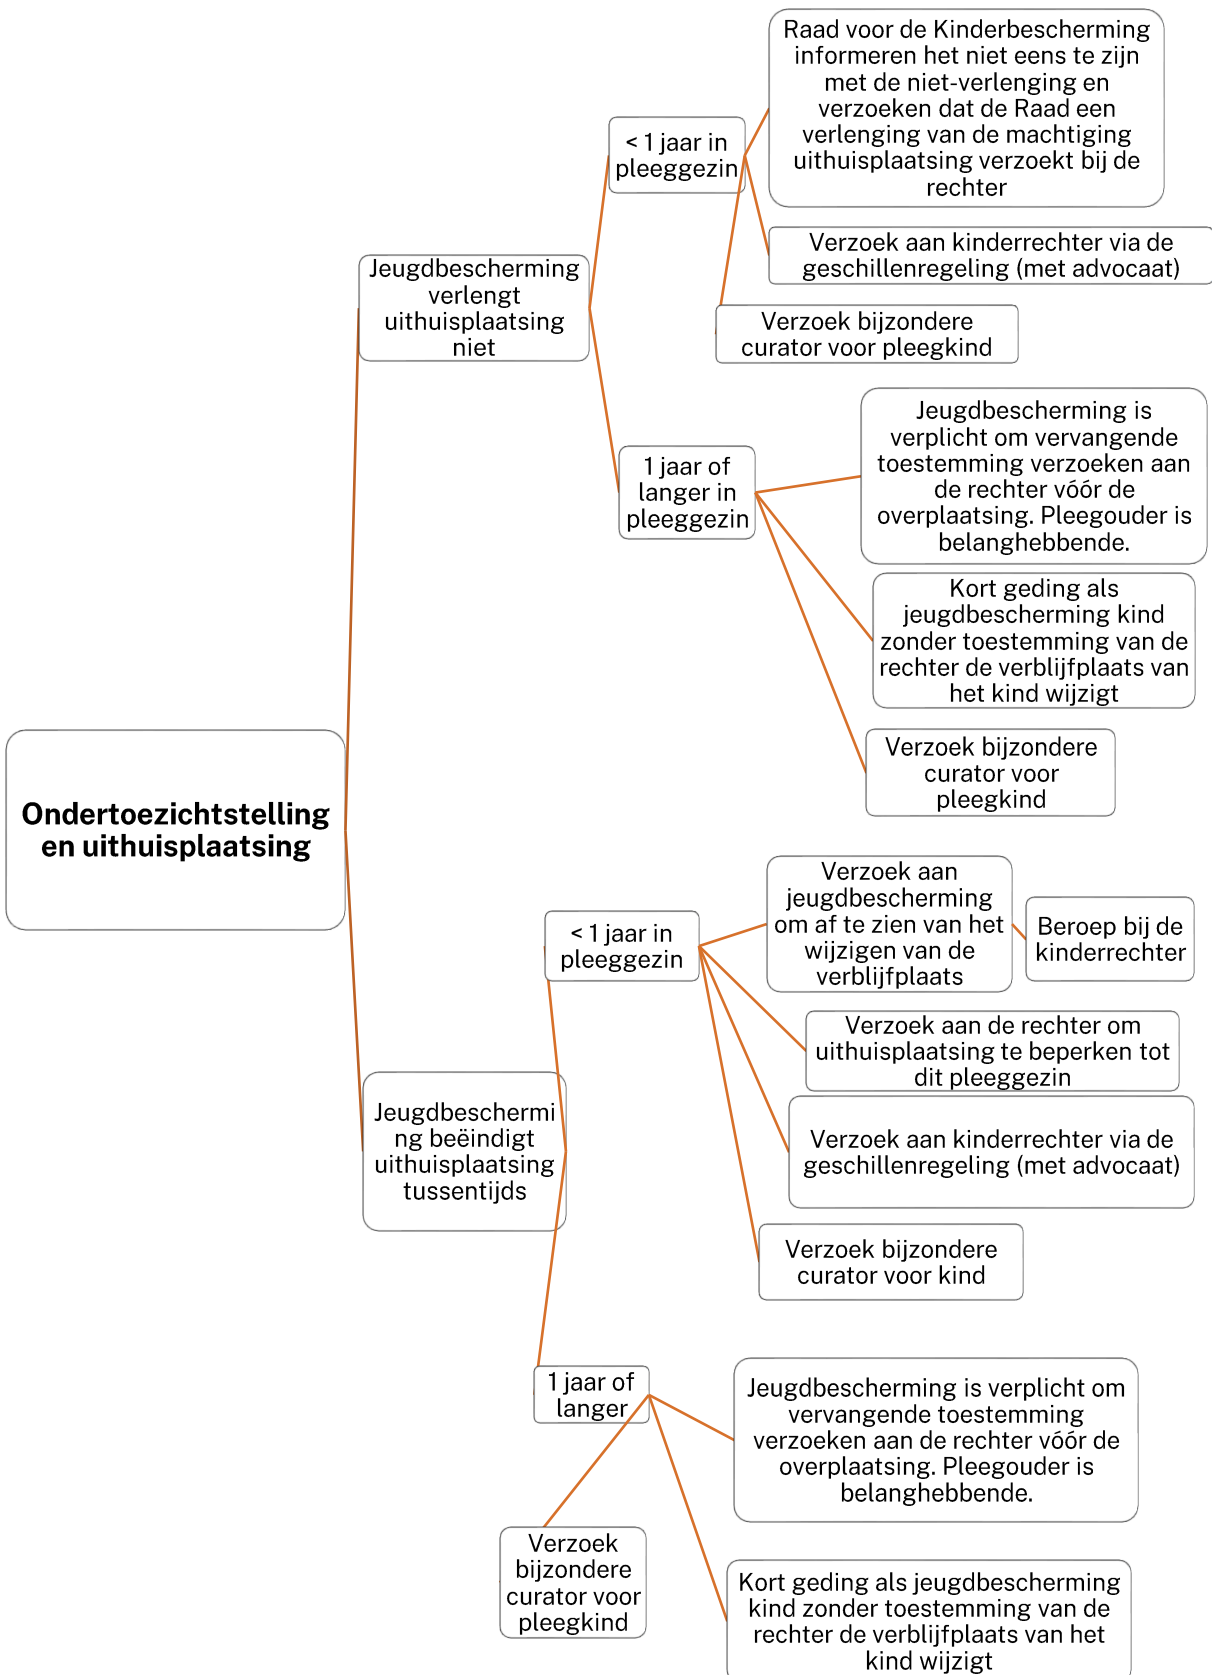 Raad voor de Kinderbescherming
informeren het niet eens te zijn
met de niet-verlenging en
verzoeken dat de Raad een
verlenging van de machtiging
uithuisplaatsing verzoekt bij de
rechter
< 1 jaar in
pleeggezin
Verzoek aan kinderrechter via de
geschillenregeling (met advocaat)
Jeugdbescherming
verlengt
uithuisplaatsing
niet
Verzoek bijzondere
curator voor pleegkind
Jeugdbescherming is
verplicht om vervangende
toestemming verzoeken aan
de rechter vóór de
overplaatsing. Pleegouder is
belanghebbende.
1 jaar of
langer in
pleeggezin
Kort geding als
jeugdbescherming kind
zonder toestemming van de
rechter de verblijfplaats van
het kind wijzigt
Verzoek bijzondere
curator voor
pleegkind
Ondertoezichtstelling
en uithuisplaatsing
Verzoek aan
jeugdbescherming
om af te zien van het
wijzigen van de
verblijfplaats
Beroep bij de
kinderrechter
< 1 jaar in
pleeggezin
Verzoek aan de rechter om
uithuisplaatsing te beperken tot
dit pleeggezin
Jeugdbeschermi
ng beëindigt
uithuisplaatsing
tussentijds
Verzoek aan kinderrechter via de
geschillenregeling (met advocaat)
Verzoek bijzondere
curator voor kind
1 jaar of
langer
Jeugdbescherming is verplicht om
vervangende toestemming
verzoeken aan de rechter vóór de
overplaatsing. Pleegouder is
belanghebbende.
Verzoek
bijzondere
curator voor
pleegkind
Kort geding als jeugdbescherming
kind zonder toestemming van de
rechter de verblijfplaats van het
kind wijzigt